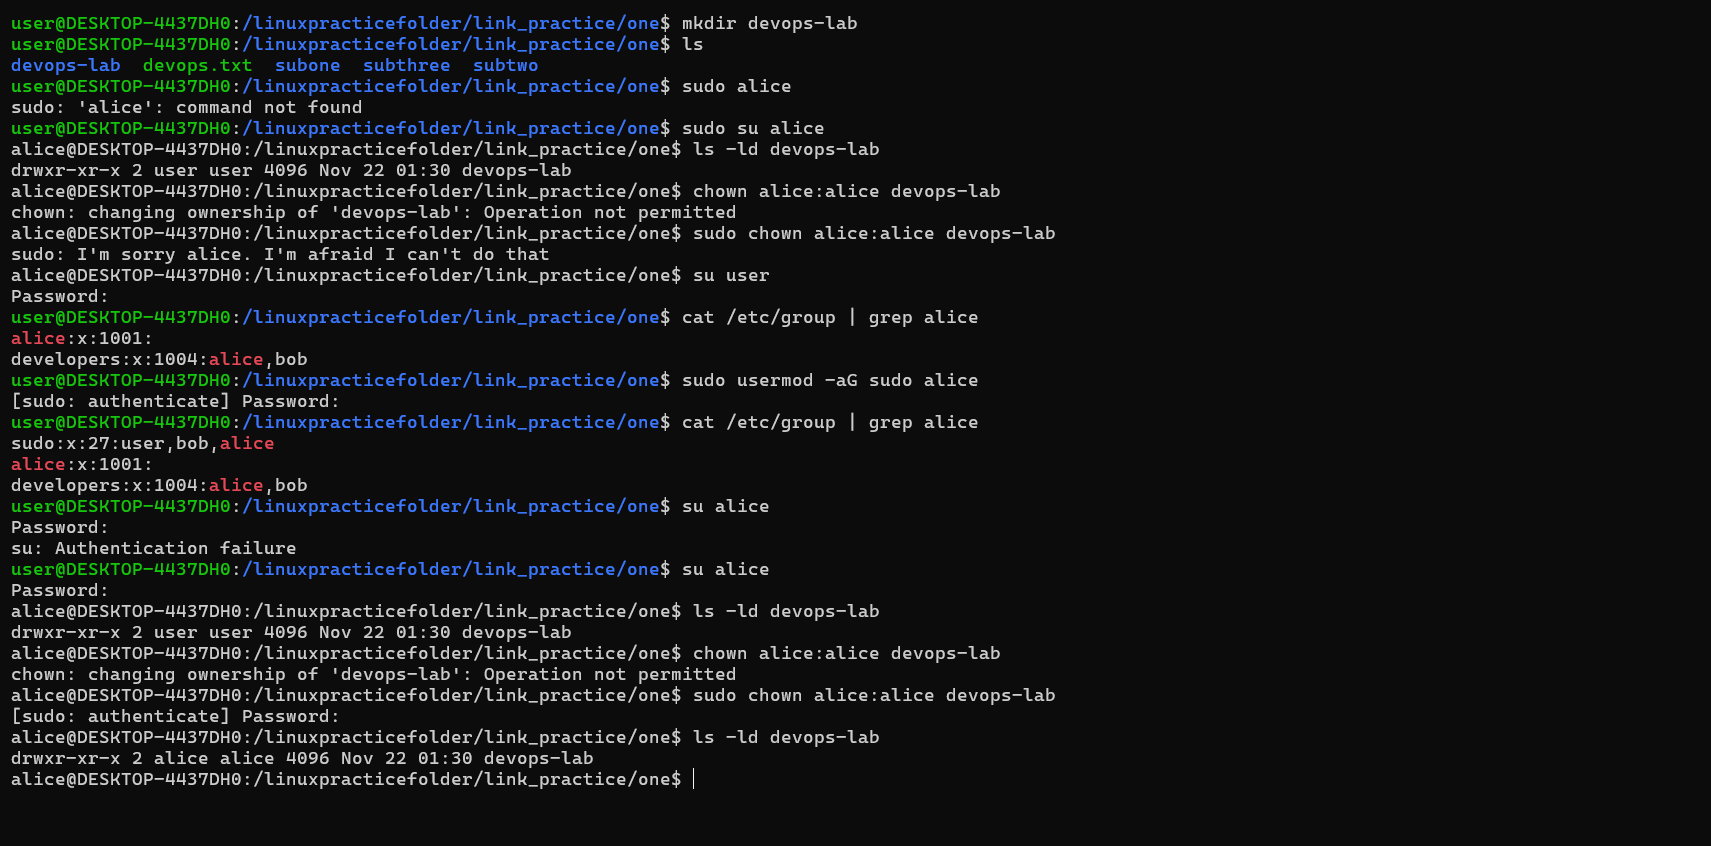 user@DESKTOP-4437DH0:/linuxpracticefolder/link_practice/one$ mkdir devops-lab
user@DESKTOP-4437DH0:/linuxpracticefolder/link_practice/one$ ls
devops-lab  devops.txt  subone  subthree  subtwo
user@DESKTOP-4437DH0:/linuxpracticefolder/link_practice/one$ sudo alice
sudo: 'alice': command not found
user@DESKTOP-4437DH0:/linuxpracticefolder/link_practice/one$ sudo su alice
alice@DESKTOP-4437DH0:/linuxpracticefolder/link_practice/one$ ls -ld devops-lab
drwxr-xr-x 2 user user 4096 Nov 22 01:30 devops-lab
alice@DESKTOP-4437DH0:/linuxpracticefolder/link_practice/one$ chown alice:alice devops-lab
chown: changing ownership of 'devops-lab': Operation not permitted
alice@DESKTOP-4437DH0:/linuxpracticefolder/link_practice/one$ sudo chown alice:alice devops-lab
sudo: I'm sorry alice. I'm afraid I can't do that
alice@DESKTOP-4437DH0:/linuxpracticefolder/link_practice/one$ su user
Password:
user@DESKTOP-4437DH0:/linuxpracticefolder/link_practice/one$ cat /etc/group | grep alice
alice:x:1001:
developers:x:1004:alice,bob
user@DESKTOP-4437DH0:/linuxpracticefolder/link_practice/one$ sudo usermod -aG sudo alice
[sudo: authenticate] Password:
user@DESKTOP-4437DH0:/linuxpracticefolder/link_practice/one$ cat /etc/group | grep alice
sudo:x:27:user,bob,alice
alice:x:1001:
developers:x:1004:alice,bob
user@DESKTOP-4437DH0:/linuxpracticefolder/link_practice/one$ su alice
Password:
su: Authentication failure
user@DESKTOP-4437DH0:/linuxpracticefolder/link_practice/one$ su alice
Password:
alice@DESKTOP-4437DH0:/linuxpracticefolder/link_practice/one$ ls -ld devops-lab
drwxr-xr-x 2 user user 4096 Nov 22 01:30 devops-lab
alice@DESKTOP-4437DH0:/linuxpracticefolder/link_practice/one$ chown alice:alice devops-lab
chown: changing ownership of 'devops-lab': Operation not permitted
alice@DESKTOP-4437DH0:/linuxpracticefolder/link_practice/one$ sudo chown alice:alice devops-lab
[sudo: authenticate] Password:
alice@DESKTOP-4437DH0:/linuxpracticefolder/link_practice/one$ ls -ld devops-lab
drwxr-xr-x 2 alice alice 4096 Nov 22 01:30 devops-lab
alice@DESKTOP-4437DH0:/linuxpracticefolder/link_practice/one$